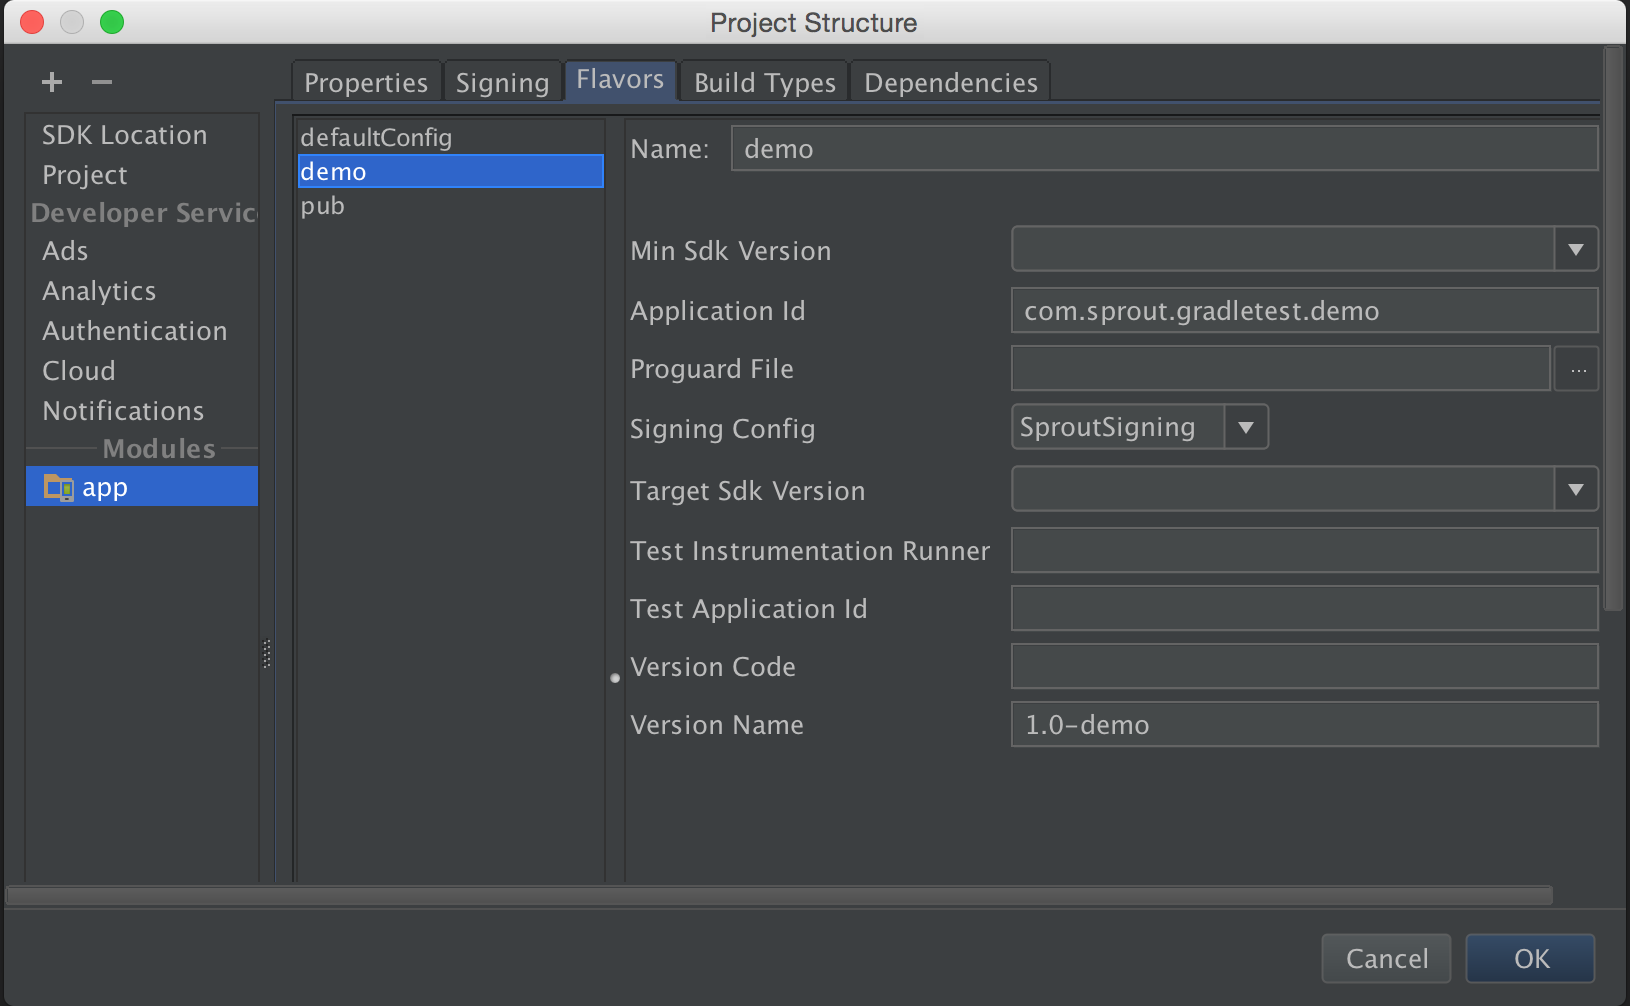 Project Structure
Properties
Signing
Flavors
Build Types
Dependencies
SDK Location
Project
Developer Servic
Ads
Analytics
Authentication
Cloud
Notifications
Modules
app
defaultConfig
demo
pub
Name: demo
Min Sdk Version
Application Id com.sprout.gradletest.demo
Proguard File ...
Signing Config SproutSigning
Target Sdk Version
Test Instrumentation Runner
Test Application Id
Version Code
Version Name 1.0-demo
Cancel OK